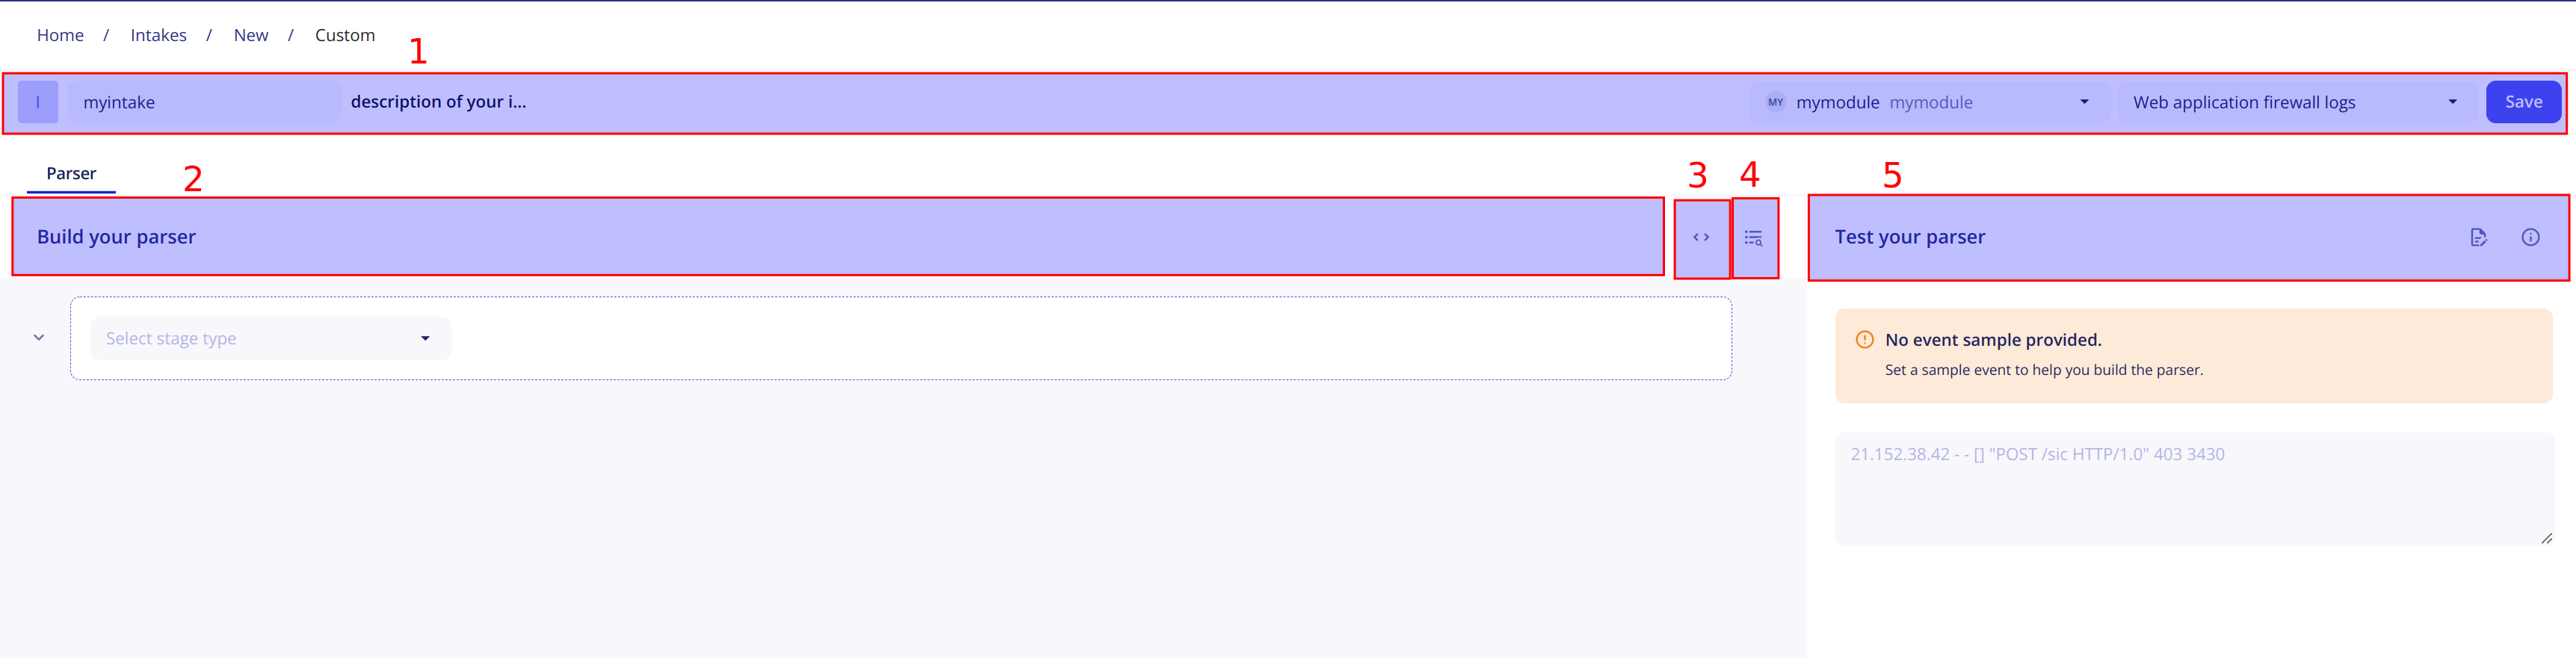 Home / Intakes / New / Custom
1
I myintake description of your i... MY mymodule mymodule Web application firewall logs Save
Parser
2
3
4
5
Build your parser
Test your parser
Select stage type
No event sample provided.
Set a sample event to help you build the parser.
21.152.38.42 - - [] "POST /sic HTTP/1.0" 403 3430